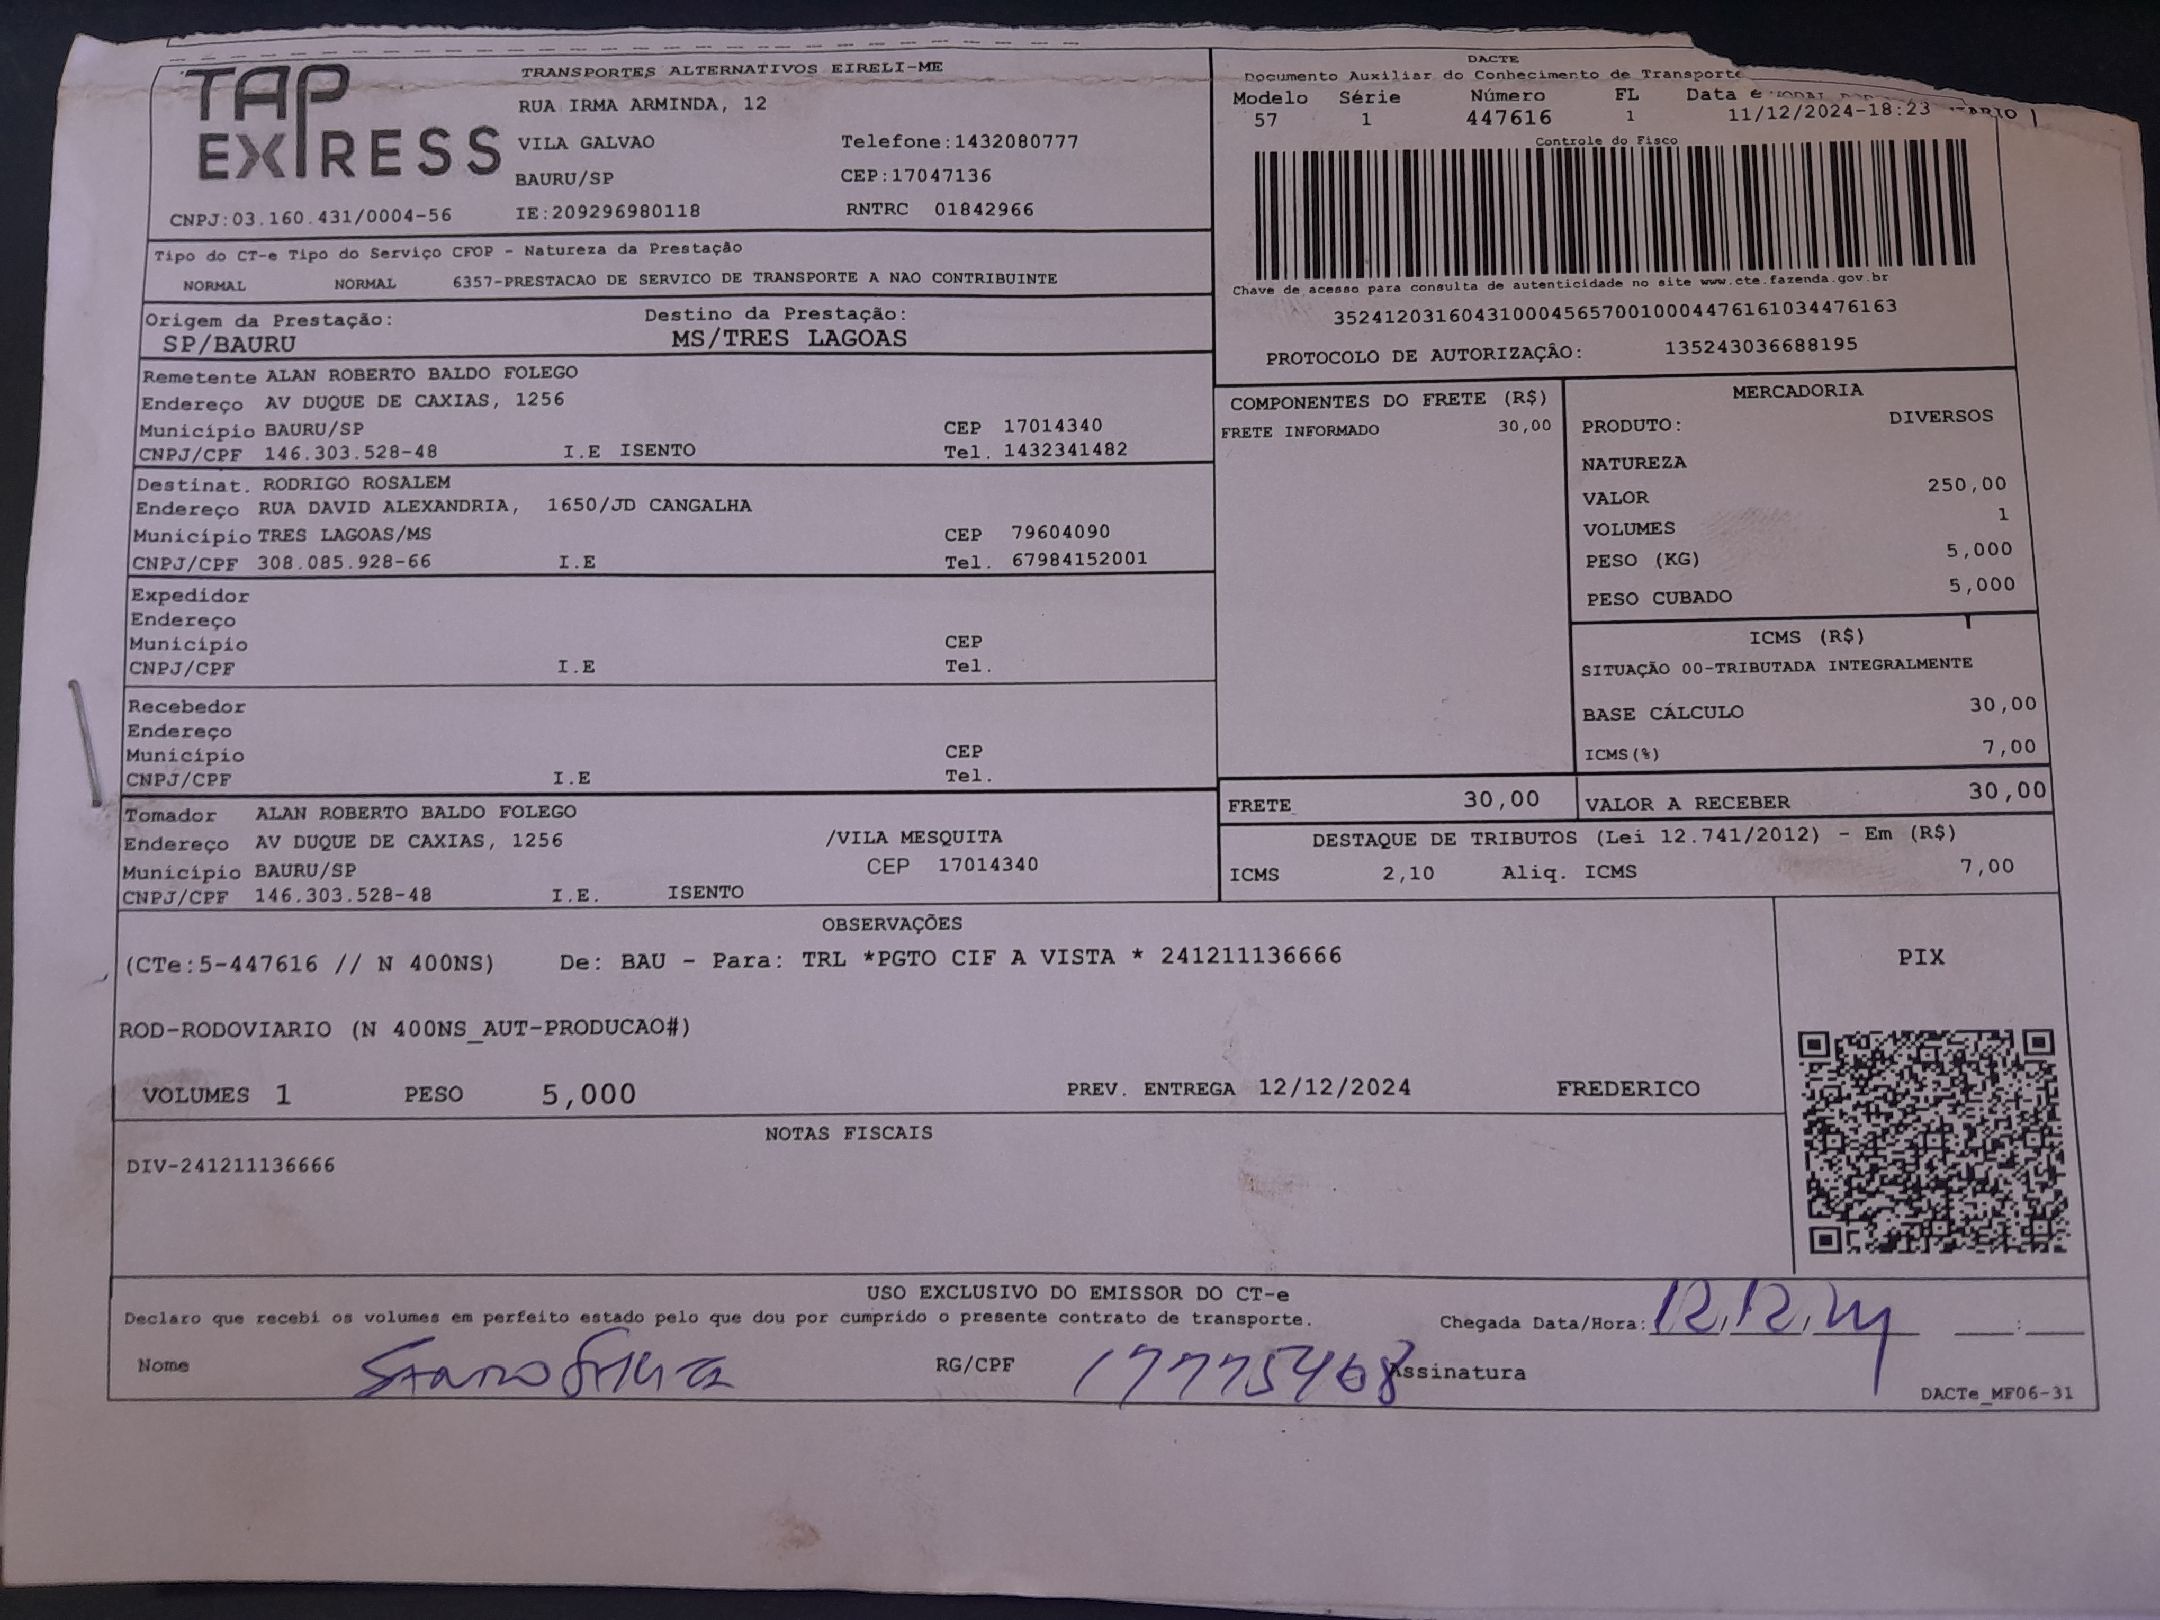 TAP EXPRESS
TRANSPORTES ALTERNATIVOS EIRELI-ME
RUA IRMA ARMINDA, 12
VILA GALVAO Telefone:1432080777
BAURU/SP CEP:17047136
CNPJ:03.160.431/0004-56 IE:209296980118 RNTRC 01842966
DACTE
Documento Auxiliar do Conhecimento de Transporte
Modelo Série Número FL Data e
57 1 447616 1 11/12/2024-18:23
Controle do Fisco
Chave de acesso para consulta de autenticidade no site www.cte.fazenda.gov.br
35241203160431000456570010004476161034476163
PROTOCOLO DE AUTORIZAÇÂO: 135243036688195
Tipo do CT-e Tipo do Serviço CFOP - Natureza da Prestação
NORMAL NORMAL 6357-PRESTACAO DE SERVICO DE TRANSPORTE A NAO CONTRIBUINTE
Origem da Prestação: Destino da Prestação:
SP/BAURU MS/TRES LAGOAS
Remetente ALAN ROBERTO BALDO FOLEGO
Endereço AV DUQUE DE CAXIAS, 1256
Município BAURU/SP CEP 17014340
CNPJ/CPF 146.303.528-48 I.E ISENTO Tel. 1432341482
Destinat. RODRIGO ROSALEM
Endereço RUA DAVID ALEXANDRIA, 1650/JD CANGALHA
Município TRES LAGOAS/MS CEP 79604090
CNPJ/CPF 308.085.928-66 I.E Tel. 67984152001
Expedidor
Endereço
Município CEP
CNPJ/CPF I.E Tel.
Recebedor
Endereço
Município CEP
CNPJ/CPF I.E Tel.
Tomador ALAN ROBERTO BALDO FOLEGO
Endereço AV DUQUE DE CAXIAS, 1256 /VILA MESQUITA
Município BAURU/SP CEP 17014340
CNPJ/CPF 146.303.528-48 I.E. ISENTO
COMPONENTES DO FRETE (R$)
FRETE INFORMADO 30,00
MERCADORIA
PRODUTO: DIVERSOS
NATUREZA
VALOR 250,00
VOLUMES 1
PESO (KG) 5,000
PESO CUBADO 5,000
ICMS (R$)
SITUAÇÃO 00-TRIBUTADA INTEGRALMENTE
BASE CÁLCULO 30,00
ICMS(%) 7,00
FRETE 30,00 VALOR A RECEBER 30,00
DESTAQUE DE TRIBUTOS (Lei 12.741/2012) - Em (R$)
ICMS 2,10 Aliq. ICMS 7,00
OBSERVAÇÕES
(CTe:5-447616 // N 400NS) De: BAU - Para: TRL *PGTO CIF A VISTA * 241211136666
ROD-RODOVIARIO (N 400NS_AUT-PRODUCAO#)
VOLUMES 1 PESO 5,000 PREV. ENTREGA 12/12/2024 FREDERICO
PIX
NOTAS FISCAIS
DIV-241211136666
USO EXCLUSIVO DO EMISSOR DO CT-e
Declaro que recebi os volumes em perfeito estado pelo que dou por cumprido o presente contrato de transporte. Chegada Data/Hora: 12,12,24
Nome RG/CPF 17775468 Assinatura
DACTe_MF06-31